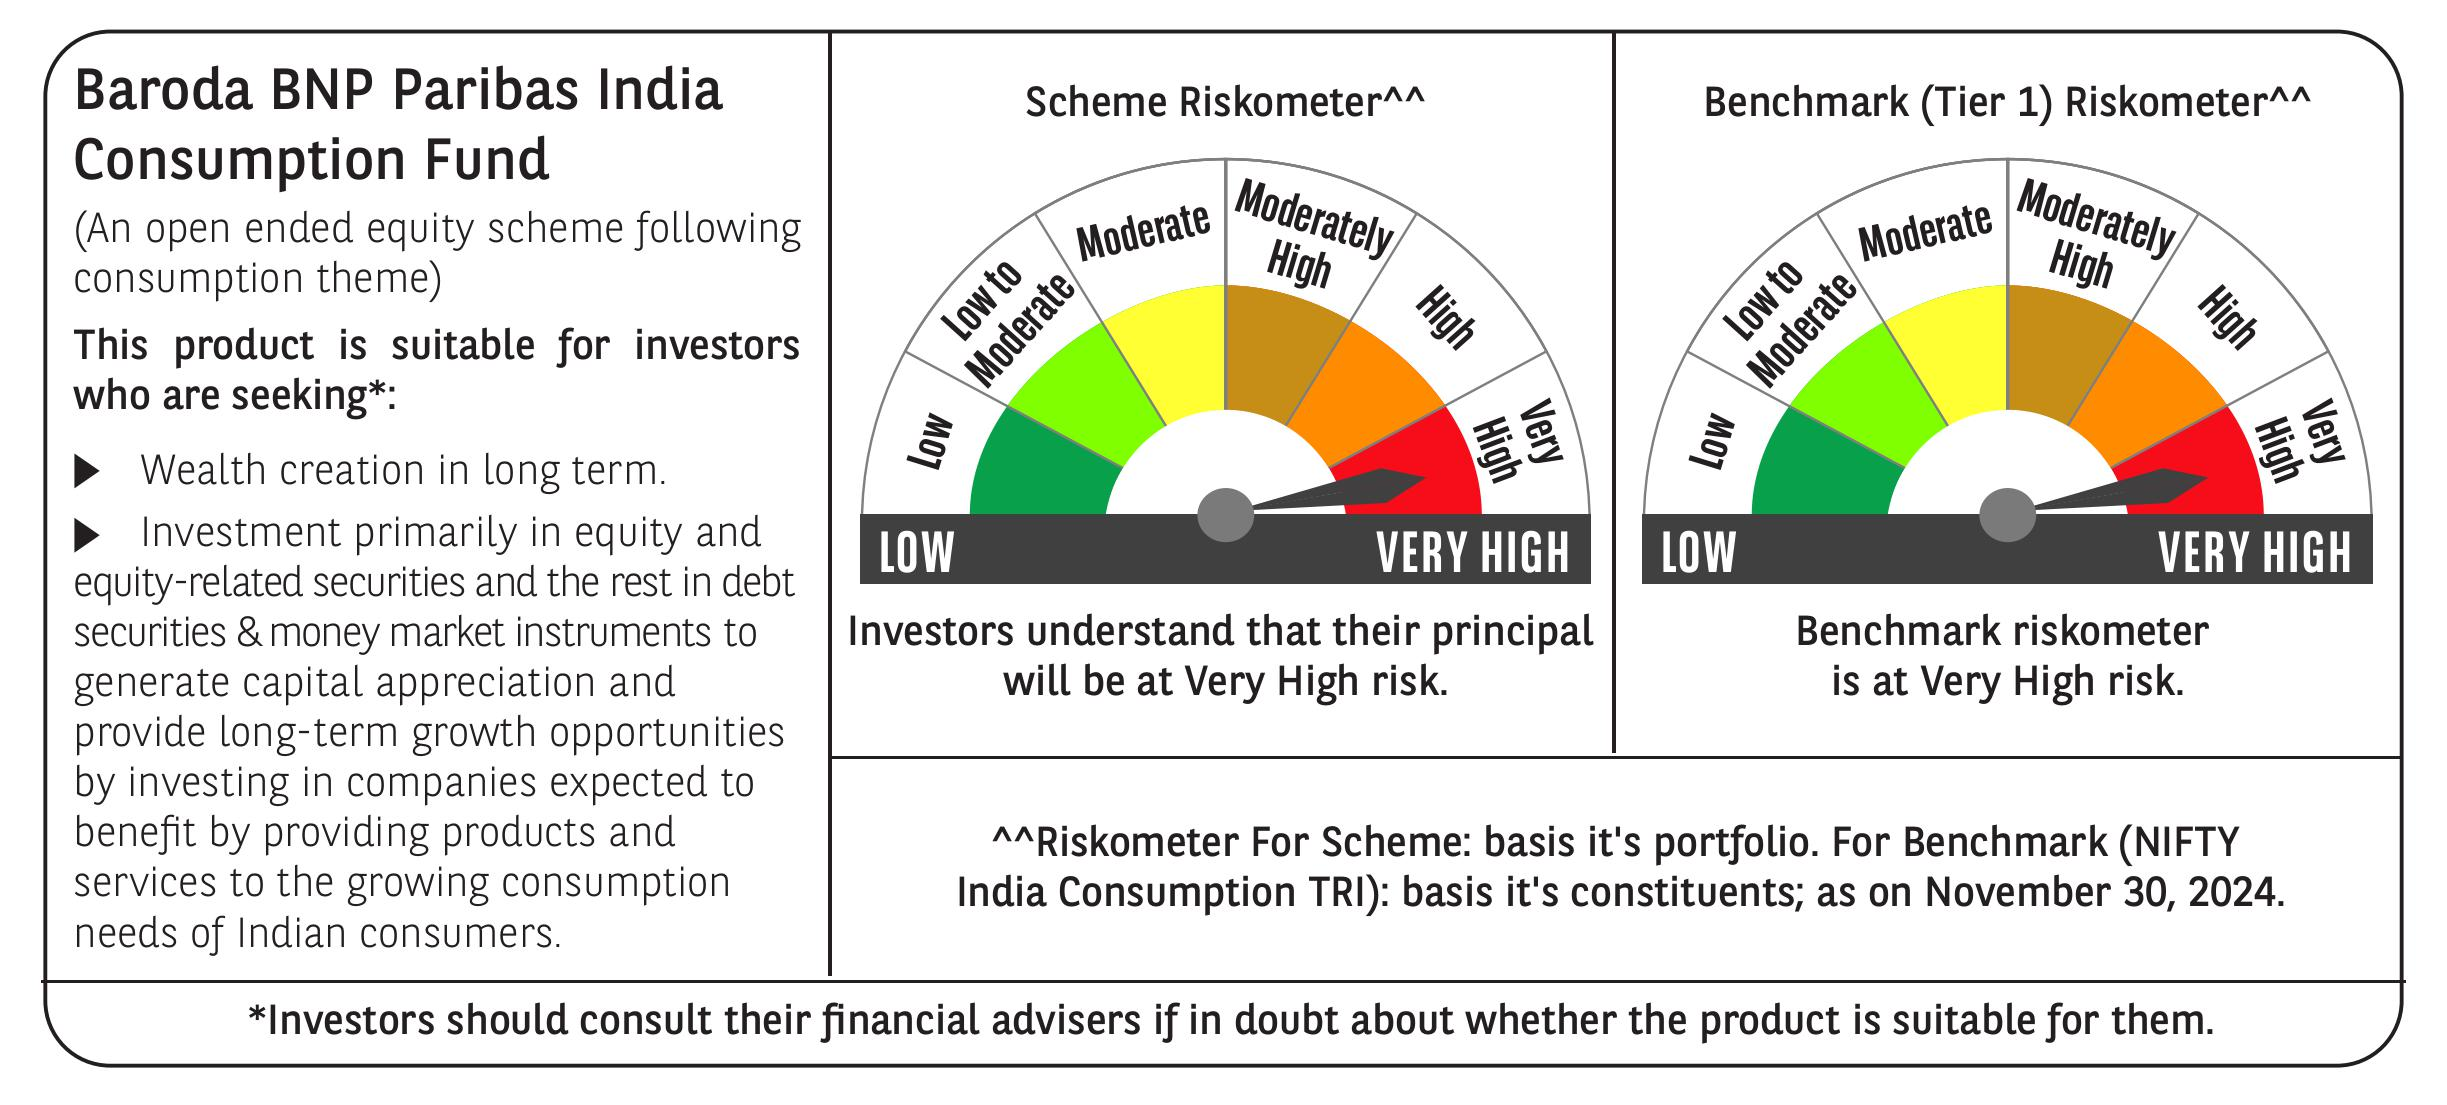 Baroda BNP Paribas India
Consumption Fund
(An open ended equity scheme following
consumption theme)
This product is suitable for investors
who are seeking*:
▶ Wealth creation in long term.
▶ Investment primarily in equity and
equity-related securities and the rest in debt
securities & money market instruments to
generate capital appreciation and
provide long-term growth opportunities
by investing in companies expected to
benefit by providing products and
services to the growing consumption
needs of Indian consumers.
Scheme Riskometer^^
Low
Low to
Moderate
Moderate
Moderately
High
High
Very
High
LOW
VERY HIGH
Investors understand that their principal
will be at Very High risk.
Benchmark (Tier 1) Riskometer^^
Low
Low to
Moderate
Moderate
Moderately
High
High
Very
High
LOW
VERY HIGH
Benchmark riskometer
is at Very High risk.
^^Riskometer For Scheme: basis it's portfolio. For Benchmark (NIFTY
India Consumption TRI): basis it's constituents; as on November 30, 2024.
*Investors should consult their financial advisers if in doubt about whether the product is suitable for them.